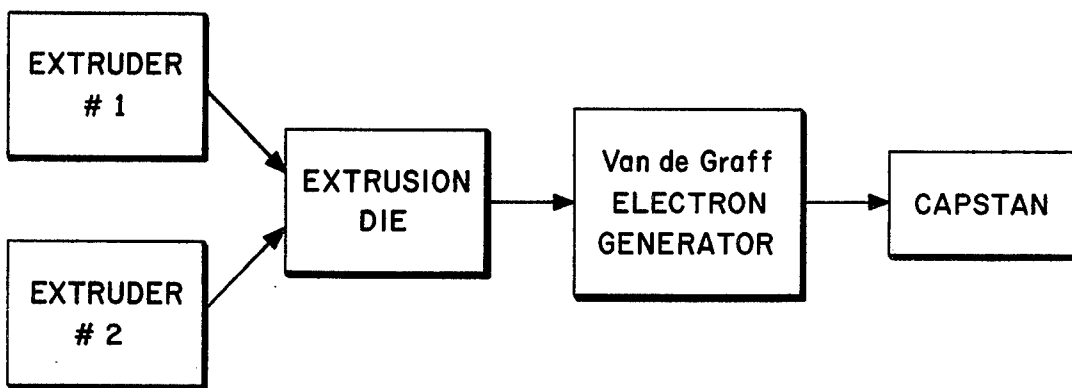 EXTRUDER
# 1
EXTRUDER
# 2
EXTRUSION
DIE
Van de Graff
ELECTRON
GENERATOR
CAPSTAN